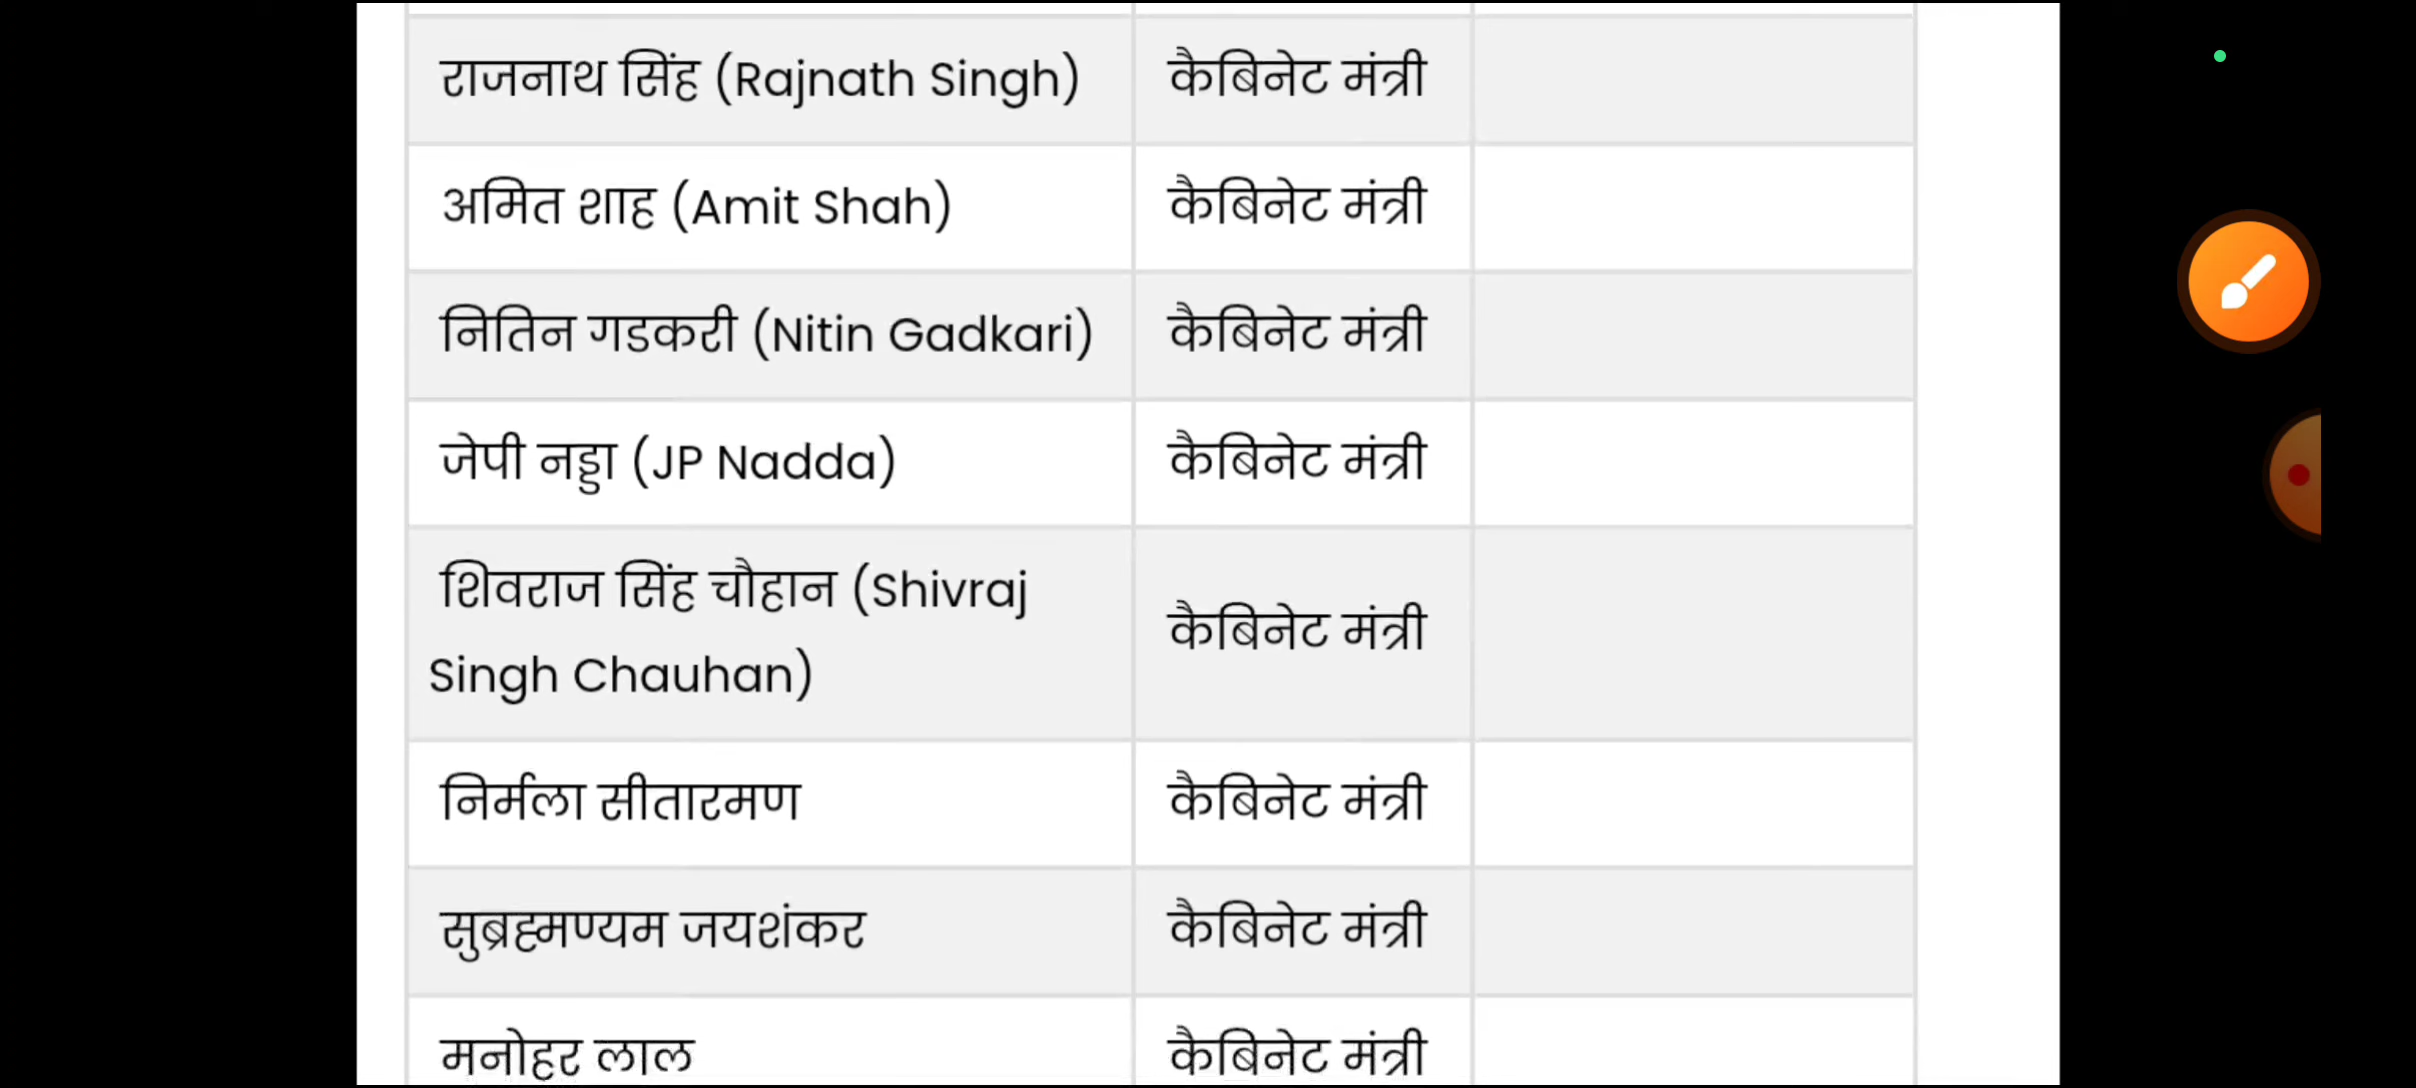 राजनाथ सिंह (Rajnath Singh) कैबिनेट मंत्री
अमित शाह (Amit Shah) कैबिनेट मंत्री
नितिन गडकरी (Nitin Gadkari) कैबिनेट मंत्री
जेपी नड्डा (JP Nadda) कैबिनेट मंत्री
शिवराज सिंह चौहान (Shivraj
Singh Chauhan) कैबिनेट मंत्री
निर्मला सीतारमण कैबिनेट मंत्री
सुब्रह्मण्यम जयशंकर कैबिनेट मंत्री
मनोहर लाल कैबिनेट मंत्री